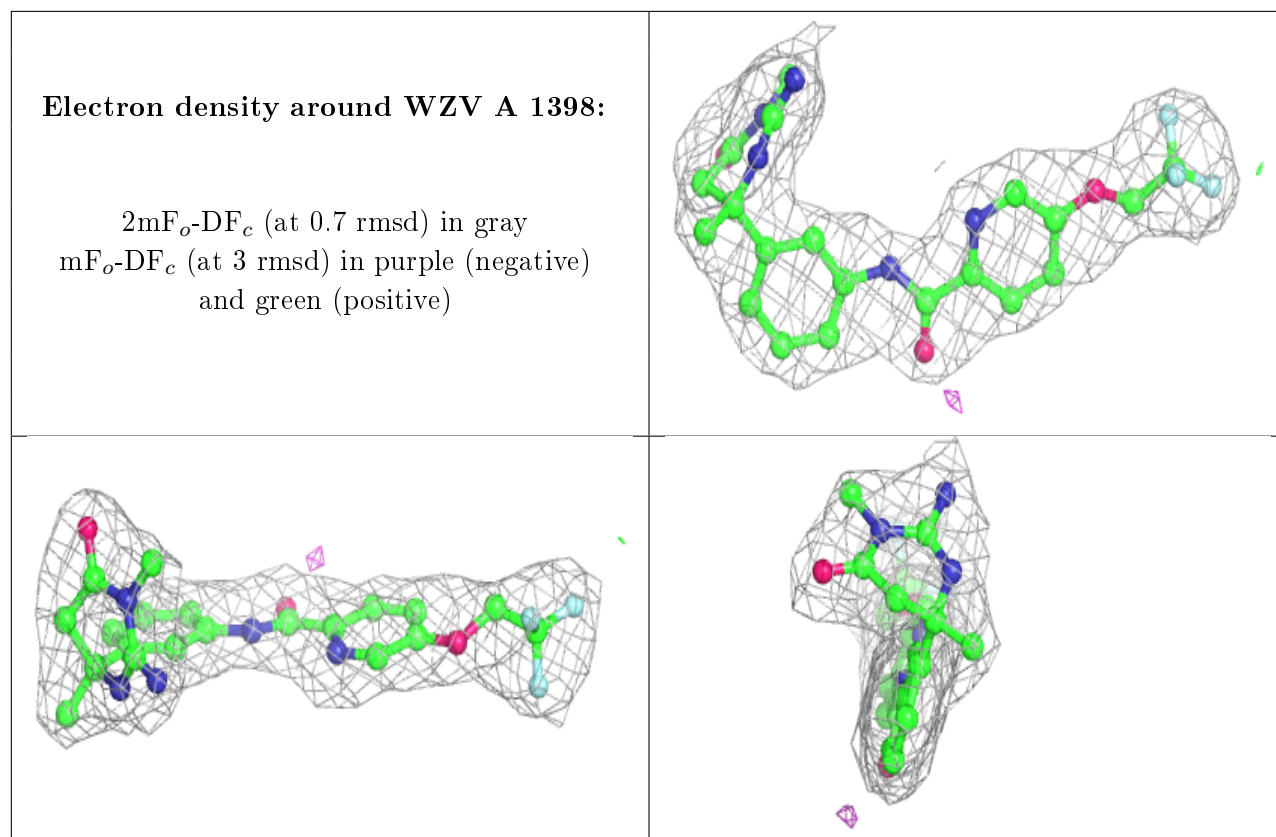 Electron density around WZV A 1398:
2mFₒ-DF𝒸 (at 0.7 rmsd) in gray
mFₒ-DF𝒸 (at 3 rmsd) in purple (negative)
and green (positive)